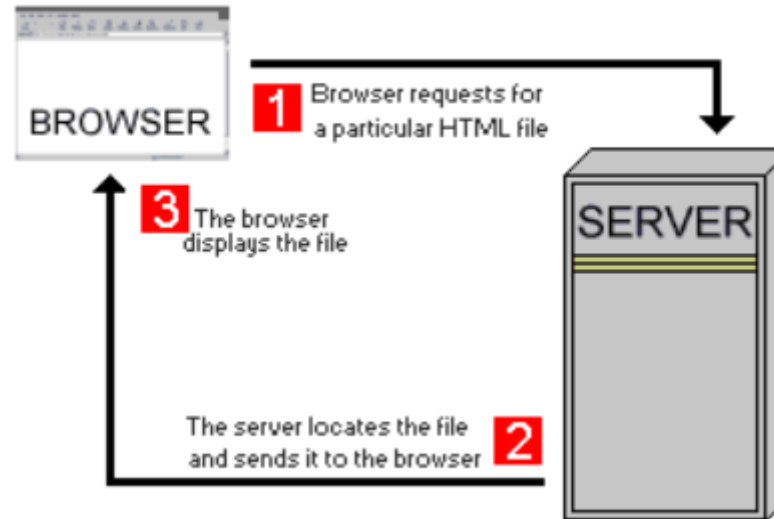 BROWSER
1
Browser requests for
a particular HTML file
SERVER
3
The browser
displays the file
The server locates the file
and sends it to the browser
2